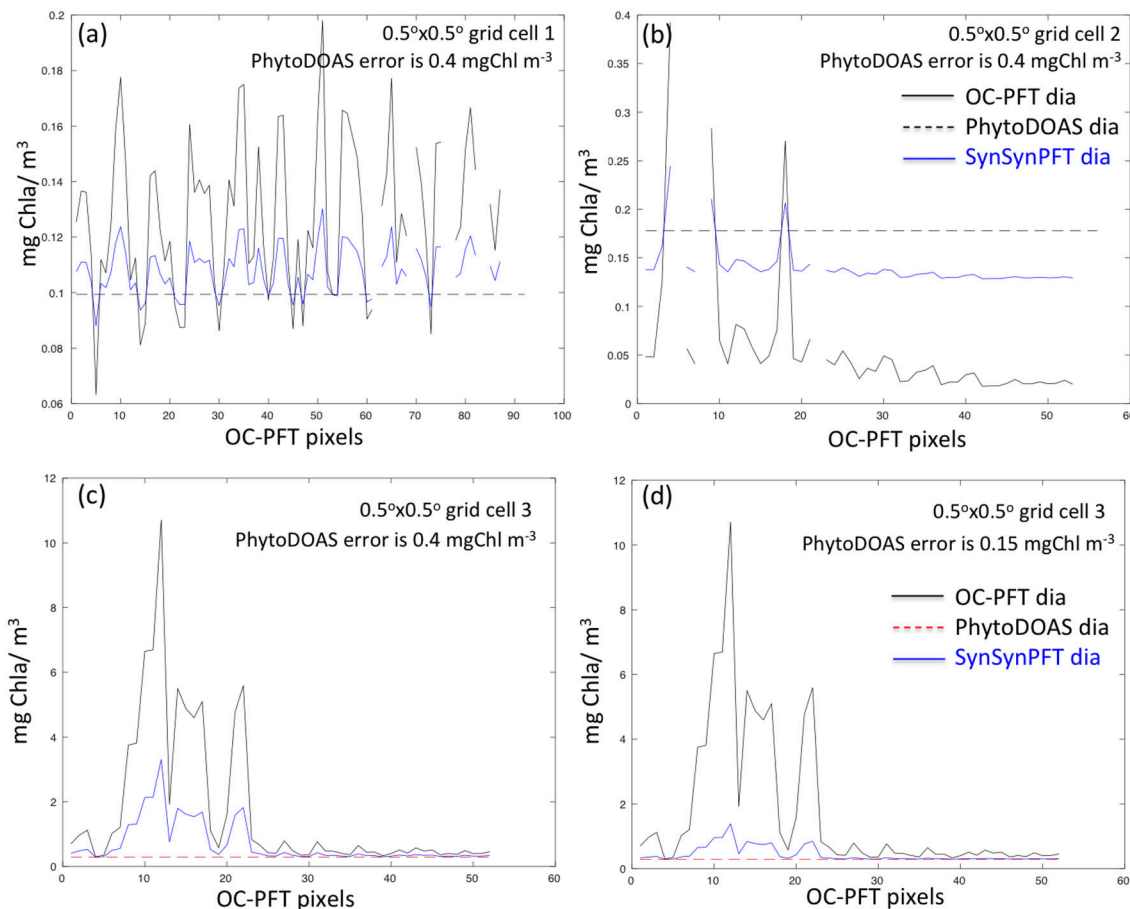 (a)
0.5°x0.5° grid cell 1
PhytoDOAS error is 0.4 mgChl m-3
mg Chla/ m3
0.2
0.18
0.16
0.14
0.12
0.1
0.08
0.06
0 10 20 30 40 50 60 70 80 90 100
OC-PFT pixels
(b)
0.5°x0.5° grid cell 2
PhytoDOAS error is 0.4 mgChl m-3
OC-PFT dia
PhytoDOAS dia
SynSynPFT dia
mg Chla/ m3
0.4
0.35
0.3
0.25
0.2
0.15
0.1
0.05
0
0 10 20 30 40 50 60
OC-PFT pixels
(c)
0.5°x0.5° grid cell 3
PhytoDOAS error is 0.4 mgChl m-3
mg Chla/ m3
12
10
8
6
4
2
0
0 10 20 30 40 50 60
OC-PFT pixels
(d)
0.5°x0.5° grid cell 3
PhytoDOAS error is 0.15 mgChl m-3
OC-PFT dia
PhytoDOAS dia
SynSynPFT dia
mg Chla/ m3
12
10
8
6
4
2
0
0 10 20 30 40 50 60
OC-PFT pixels